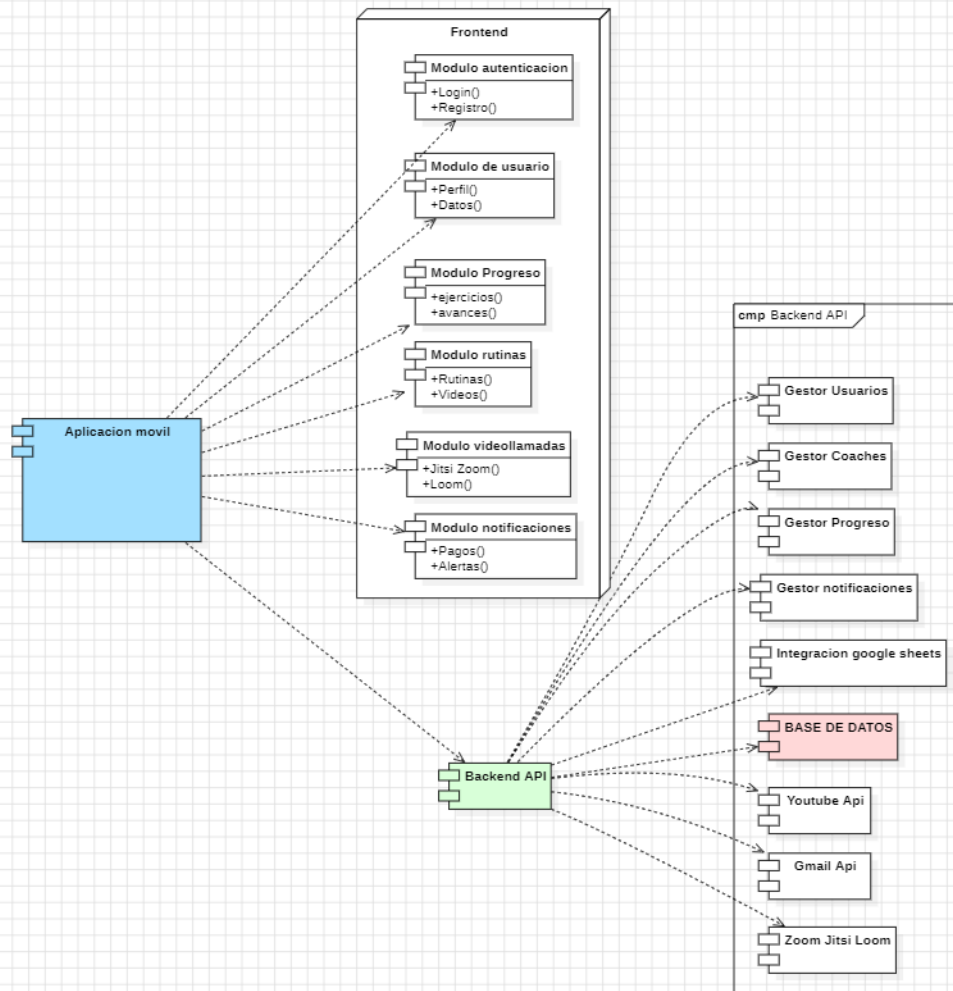 Frontend
Modulo autenticacion
+Login()
+Registro()
Modulo de usuario
+Perfil()
+Datos()
Modulo Progreso
+ejercicios()
+avances()
Modulo rutinas
+Rutinas()
+Videos()
Modulo videollamadas
+Jitsi Zoom()
+Loom()
Modulo notificaciones
+Pagos()
+Alertas()
Aplicacion movil
Backend API
cmp Backend API
Gestor Usuarios
Gestor Coaches
Gestor Progreso
Gestor notificaciones
Integracion google sheets
BASE DE DATOS
Youtube Api
Gmail Api
Zoom Jitsi Loom